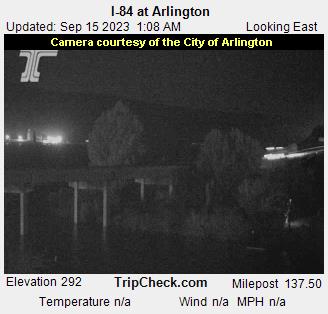 I-84 at Arlington
Updated: Sep 15 2023 1:08 AM Looking East
Camera courtesy of the City of Arlington
Elevation 292 TripCheck.com Milepost 137.50
Temperature n/a Wind n/a MPH n/a